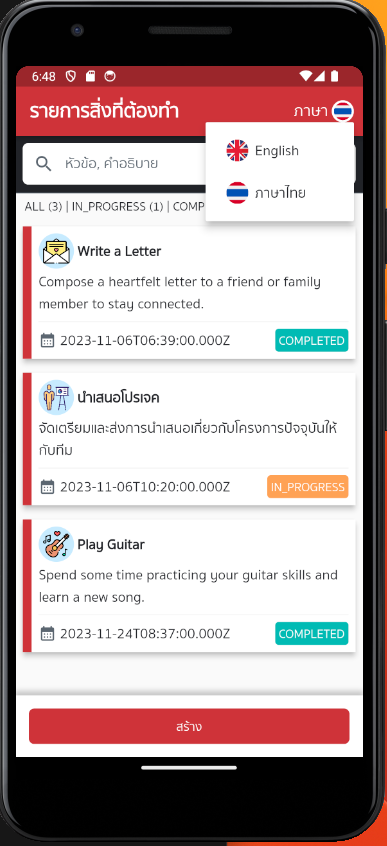 6:48
รายการสิ่งที่ต้องทำ
ภาษา
English
ภาษาไทย
หัวข้อ, คำอธิบาย
ALL (3) | IN_PROGRESS (1) | COMP
Write a Letter
Compose a heartfelt letter to a friend or family
member to stay connected.
2023-11-06T06:39:00.000Z
COMPLETED
นำเสนอโปรเจค
จัดเตรียมและส่งการนำเสนอเกี่ยวกับโครงการปัจจุบันให้
กับทีม
2023-11-06T10:20:00.000Z
IN_PROGRESS
Play Guitar
Spend some time practicing your guitar skills and
learn a new song.
2023-11-24T08:37:00.000Z
COMPLETED
สร้าง